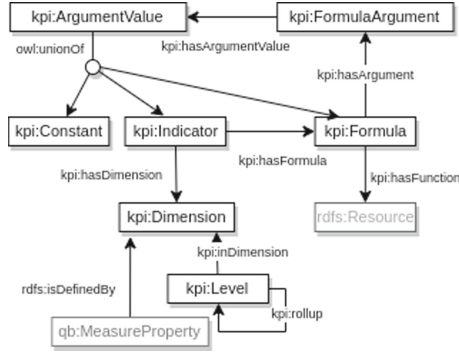 kpi:ArgumentValue
kpi:FormulaArgument
owl:unionOf
kpi:hasArgumentValue
kpi:hasArgument
kpi:Constant
kpi:Indicator
kpi:Formula
kpi:hasFormula
kpi:hasDimension
kpi:hasFunction
kpi:Dimension
rdfs:Resource
kpi:inDimension
rdfs:isDefinedBy
kpi:Level
kpi:rollup
qb:MeasureProperty